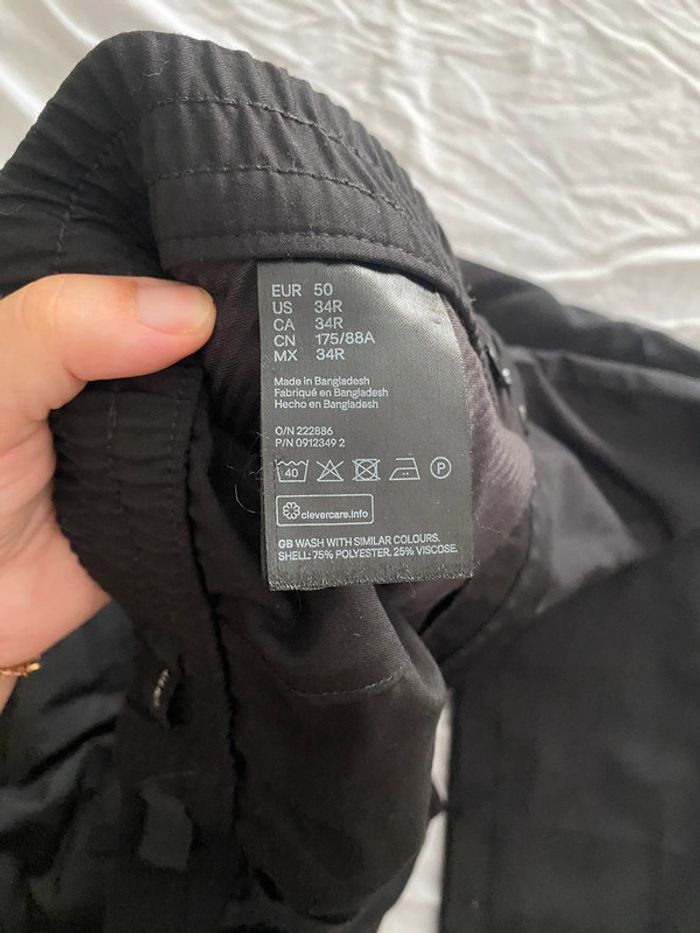 EUR 50
US 34R
CA 34R
CN 175/88A
MX 34R
Made in Bangladesh
Fabriqué en Bangladesh
Hecho en Bangladesh
O/N 222886
P/N 0912349 2
40 P
clevercare.info
GB WASH WITH SIMILAR COLOURS.
SHELL: 75% POLYESTER. 25% VISCOSE.